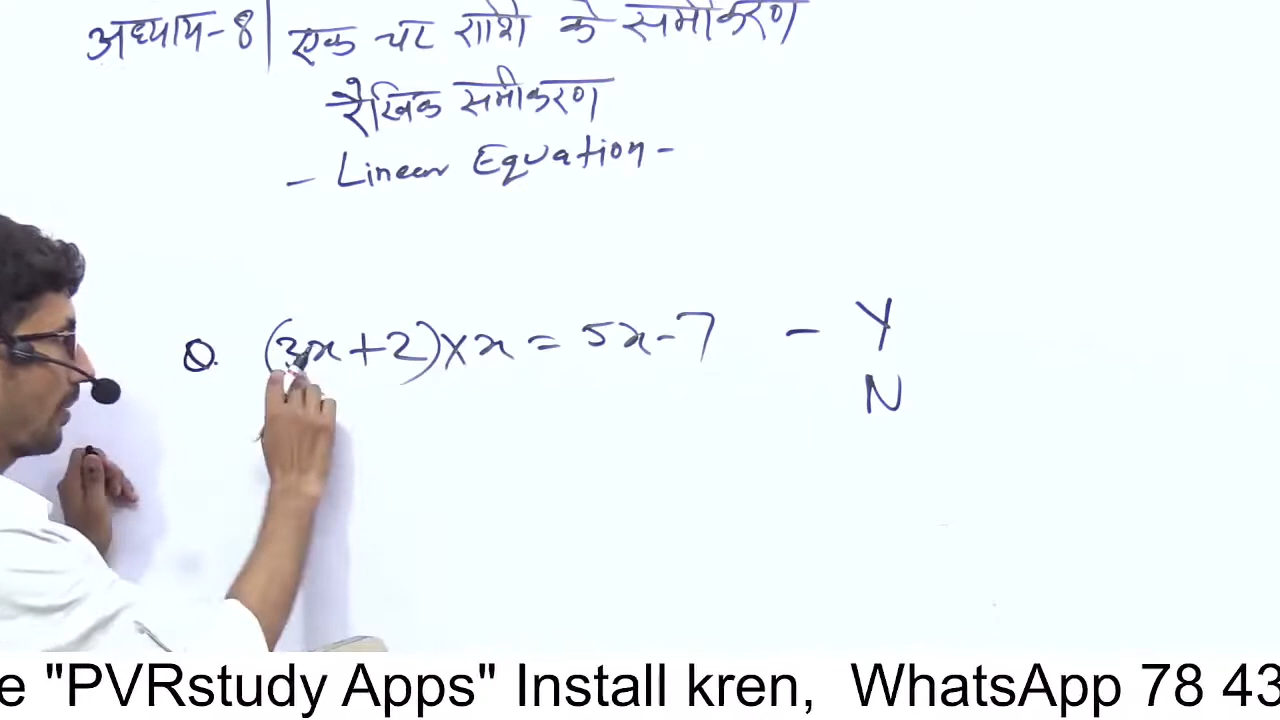 अध्याय-8 | एक चर राशि के समीकरण
रैखिक समीकरण
- Linear Equation -
Q. (3x+2)×x = 5x-7 - Y
N
e "PVRstudy Apps" Install kren, WhatsApp 78 43